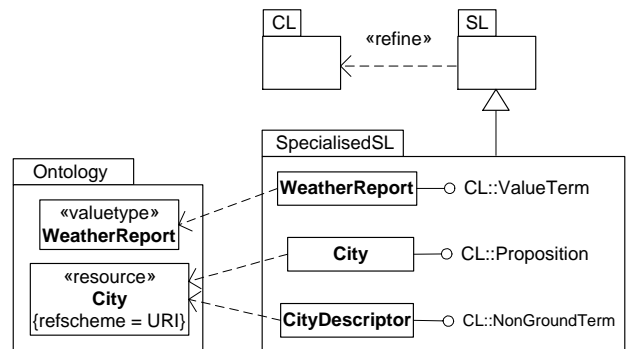 CL
SL
«refine»
SpecialisedSL
Ontology
WeatherReport
CL::ValueTerm
«valuetype»
WeatherReport
City
CL::Proposition
«resource»
City
{refscheme = URI}
CityDescriptor
CL::NonGroundTerm